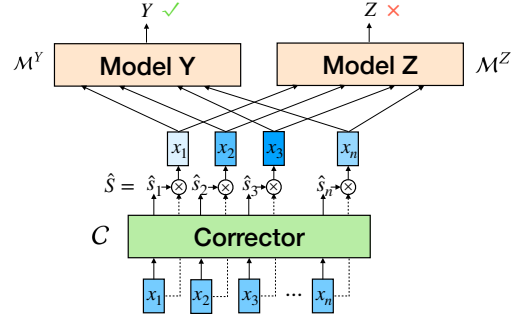 Y ✓ Z ×
ℳ^Y Model Y Model Z ℳ^Z
x₁ x₂ x₃ xₙ
Ŝ = ŝ₁ ⊗ ŝ₂ ⊗ ŝ₃ ⊗ ŝₙ ⊗
𝒞 Corrector
x₁ x₂ x₃ ... xₙ